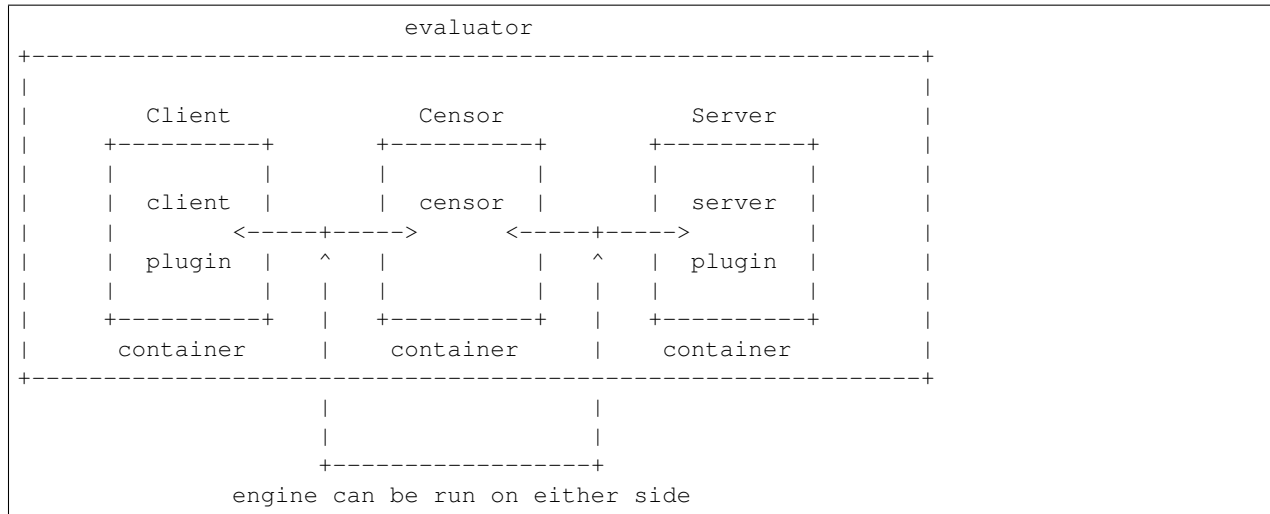 evaluator
Client Censor Server
client censor server
plugin plugin
container container container
engine can be run on either side